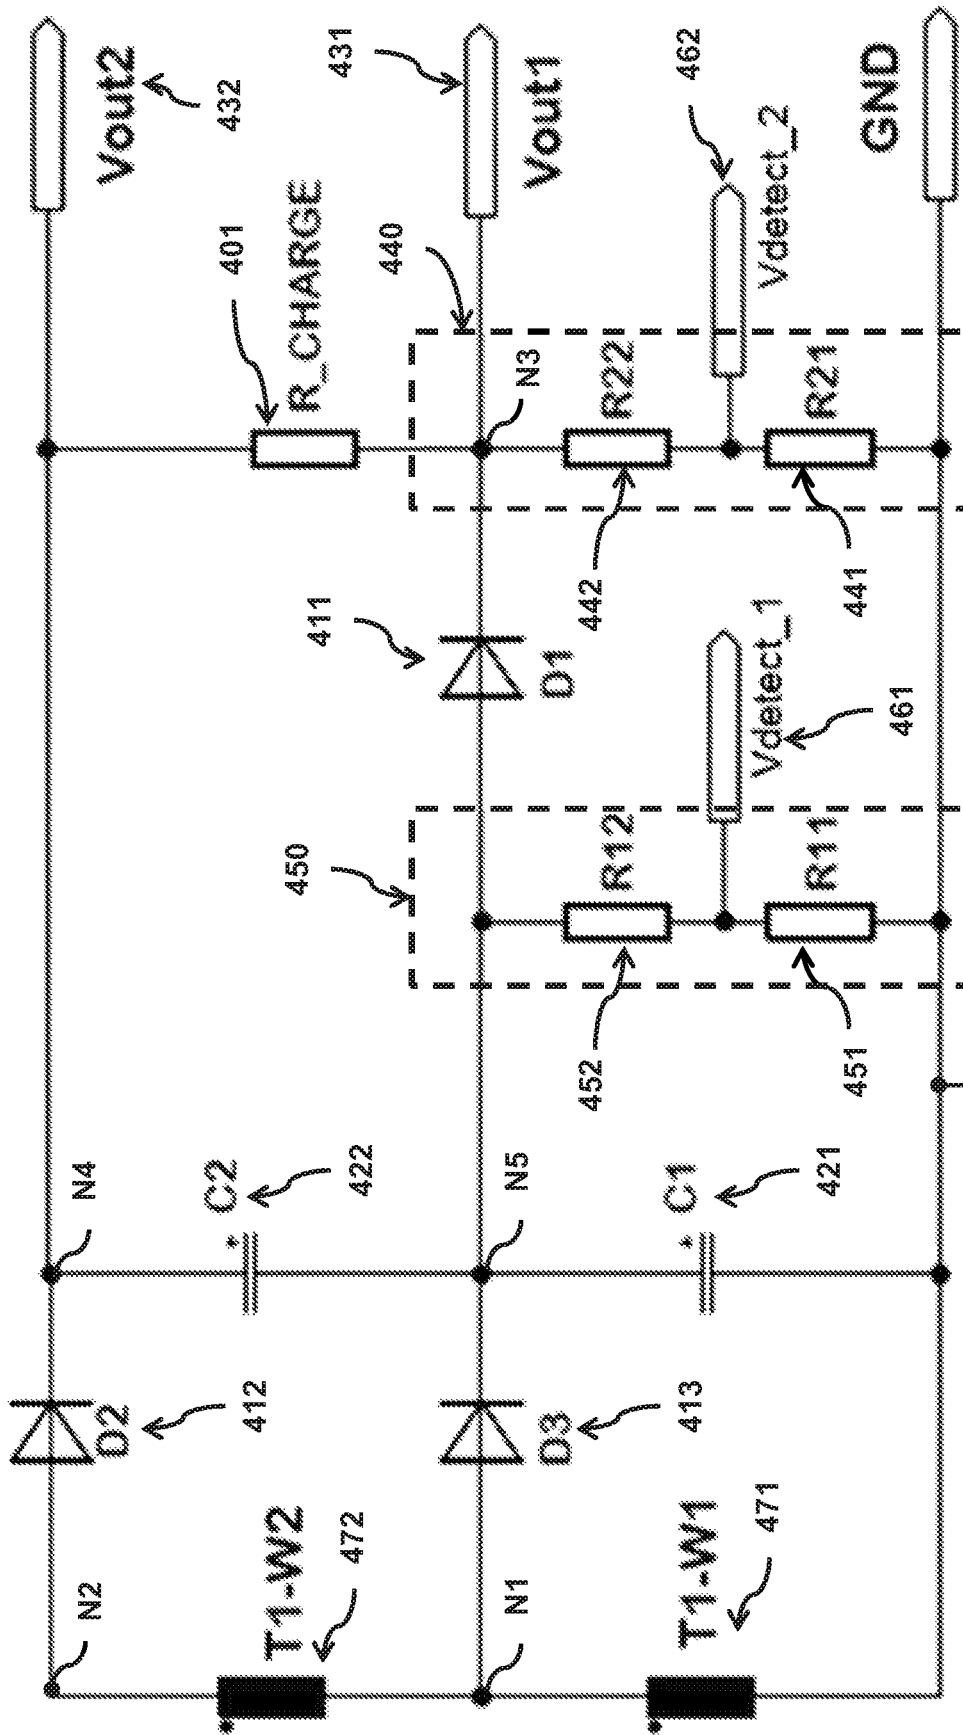 Vout2
432
401
R_CHARGE
431
Vout1
440
N3
462
Vdetect_2
GND
R22
R21
442
441
411
D1
Vdetect_1
461
450
R12
R11
452
451
N4
C2
422
N5
C1
421
D2
412
D3
413
N2
T1-W2
472
N1
T1-W1
471